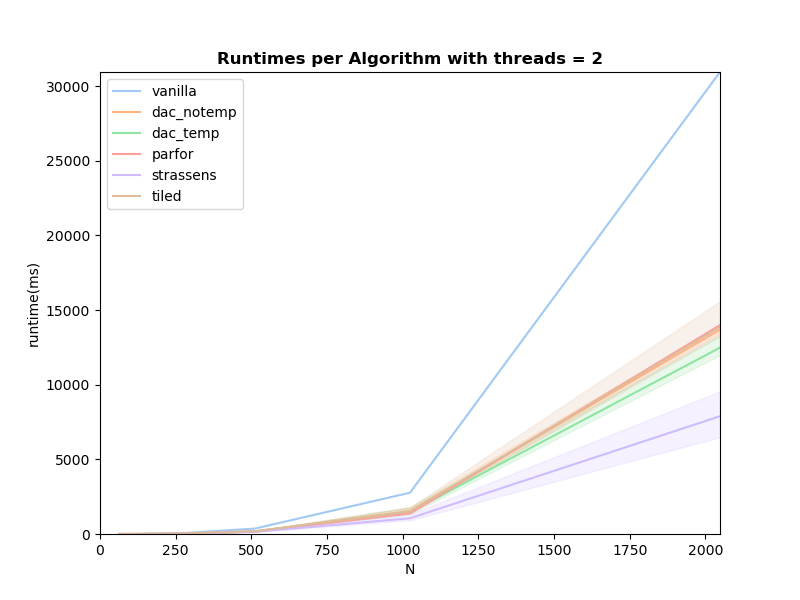 Runtimes per Algorithm with threads = 2
30000
25000
20000
15000
10000
5000
0
runtime(ms)
vanilla
dac_notemp
dac_temp
parfor
strassens
tiled
0 250 500 750 1000 1250 1500 1750 2000
N